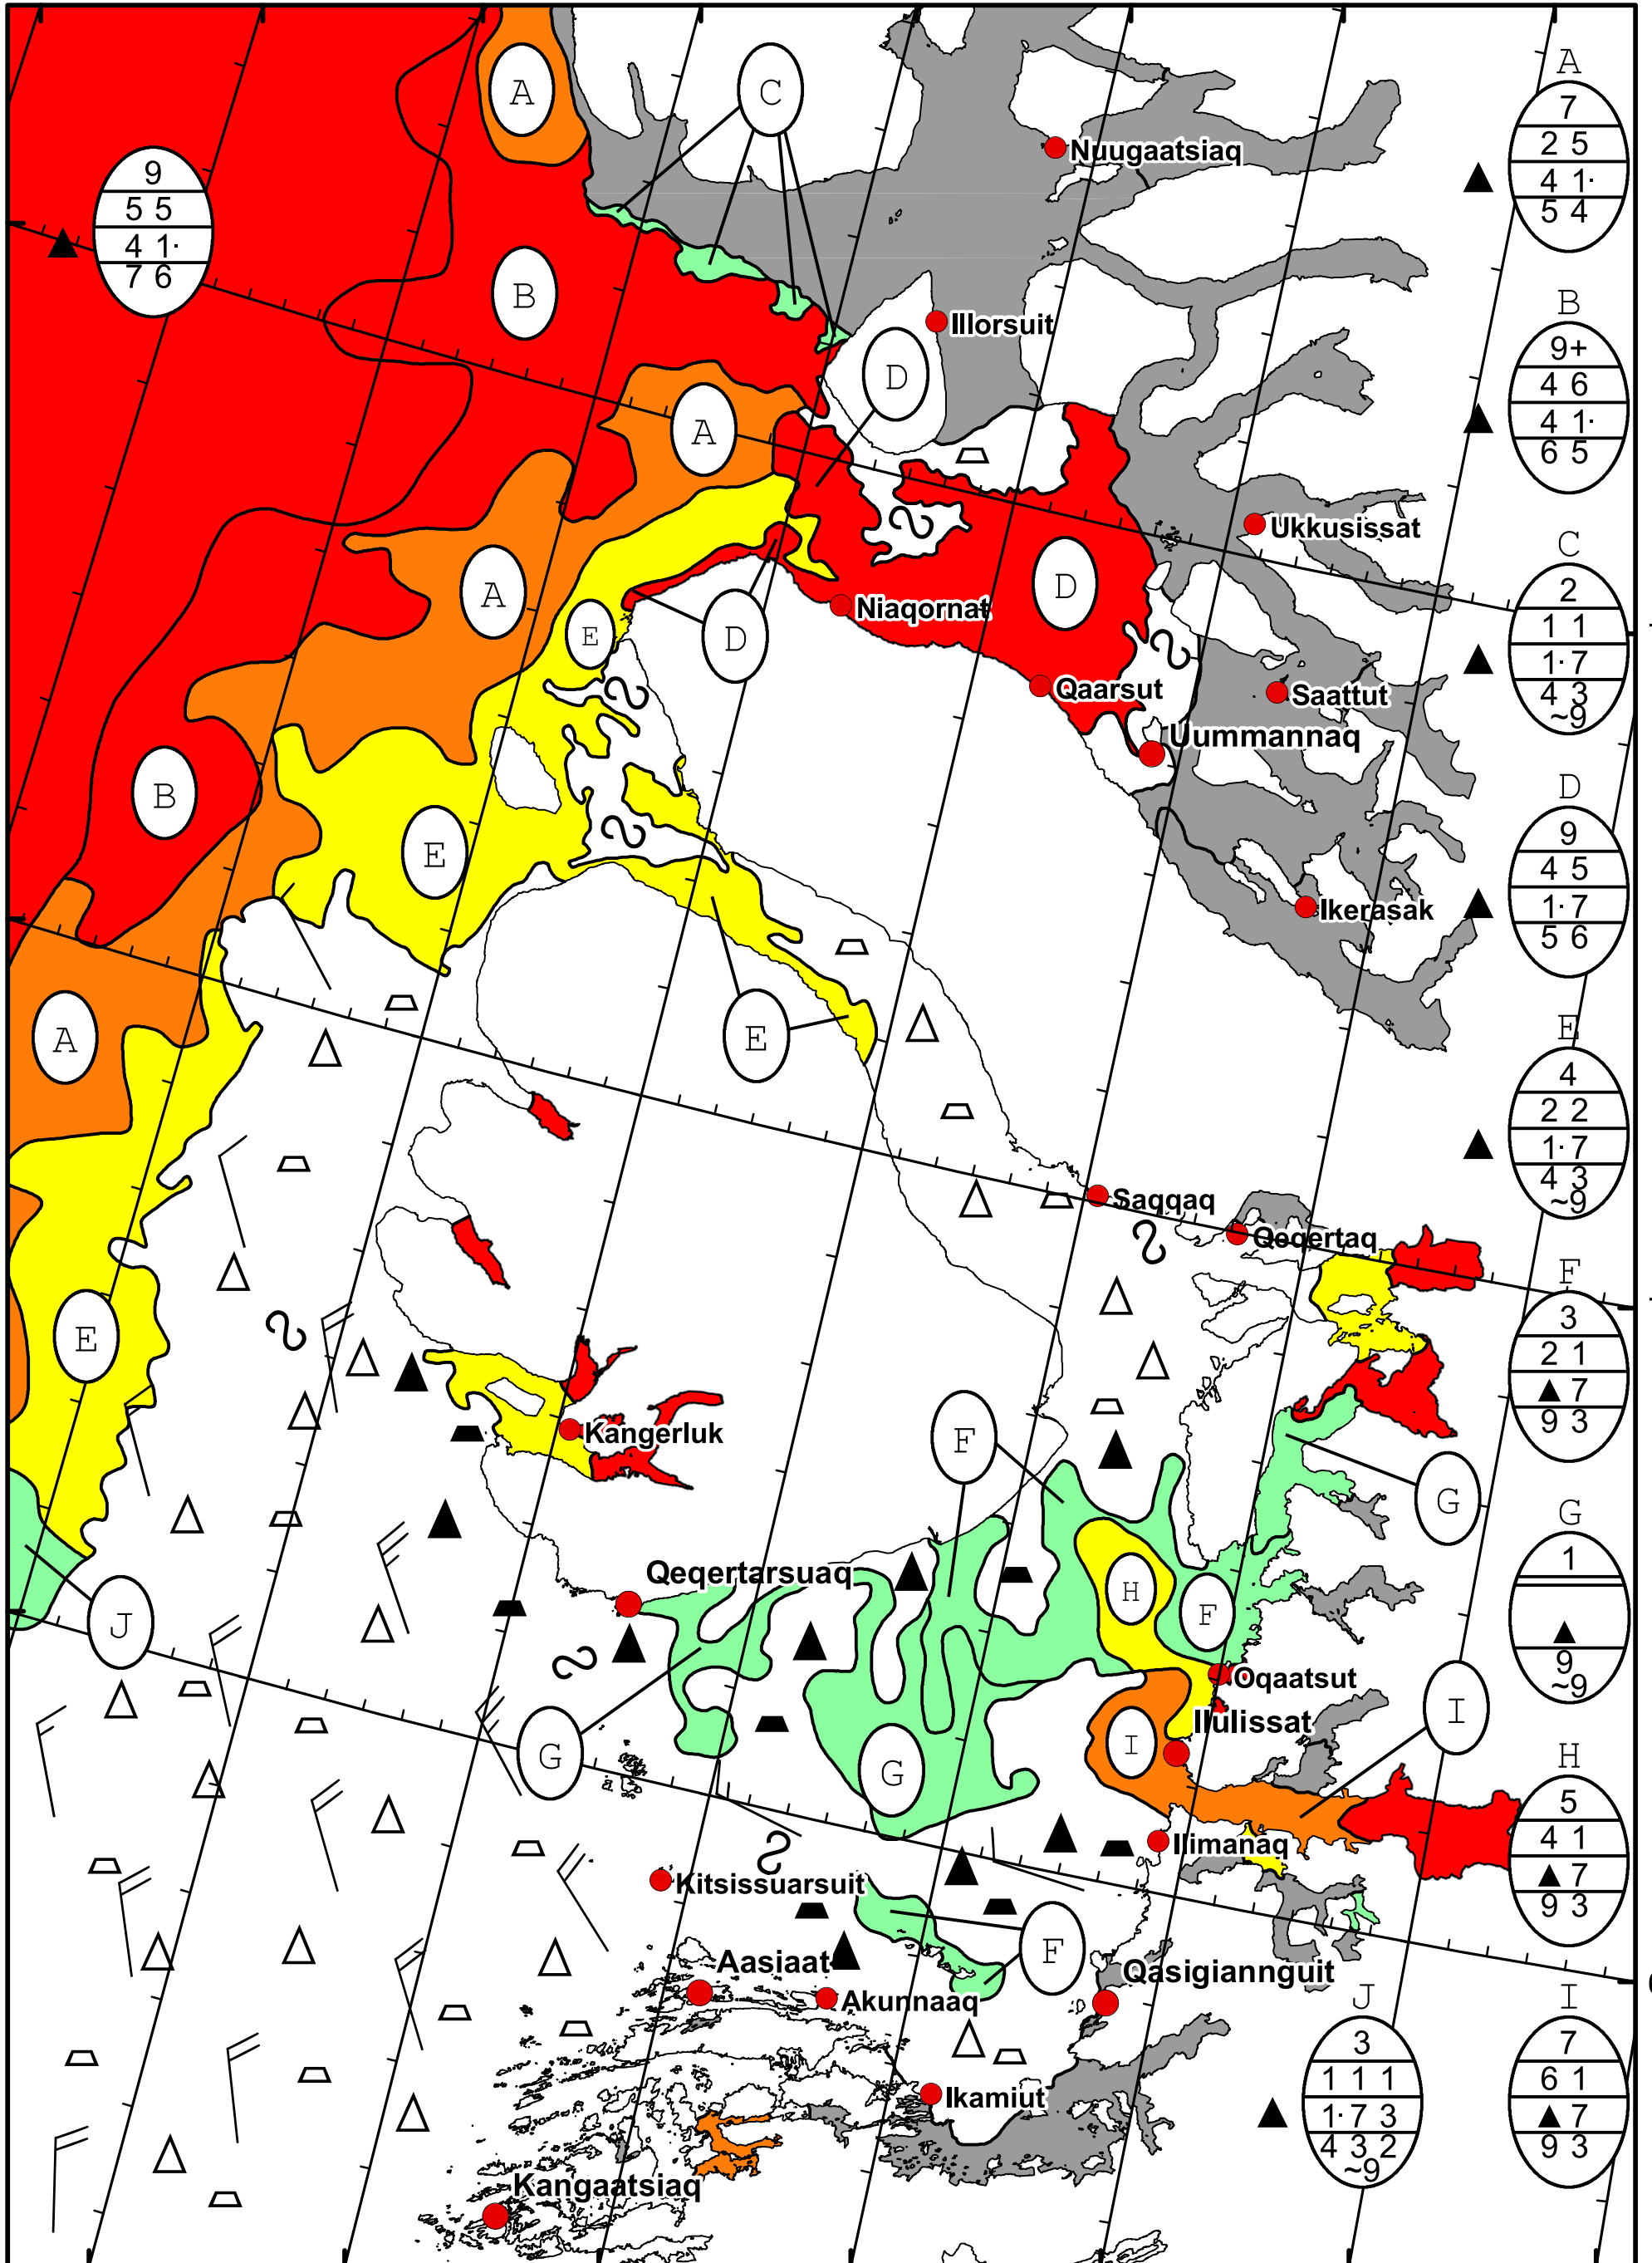 A
7
2 5
4 1·
5 4
A
C
Nuugaatsiaq
9
5 5
4 1·
7 6
B
Illorsuit
B
9+
4 6
4 1·
6 5
D
A
Ukkusissat
C
2
1 1
1· 7
4 3
~9
A
D
Niaqornat
E
D
Qaarsut
Saattut
Uummannaq
B
D
9
4 5
1· 7
5 6
E
Ikerasak
A
E
E
4
2 2
1· 7
4 3
~9
Saqqaq
Qeqertaq
E
F
3
2 1
7
9 3
Kangerluk
F
G
G
1
9
~9
Qeqertarsuaq
H
F
J
Oqaatsut
I
Ilulissat
G
I
G
H
5
4 1
7
9 3
Ilimanaq
Kitsissuarsuit
F
Aasiaat
Qasigiannguit
Akunnaaq
J
3
1 1 1
1· 7 3
4 3 2
~9
I
7
6 1
7
9 3
Ikamiut
Kangaatsiaq